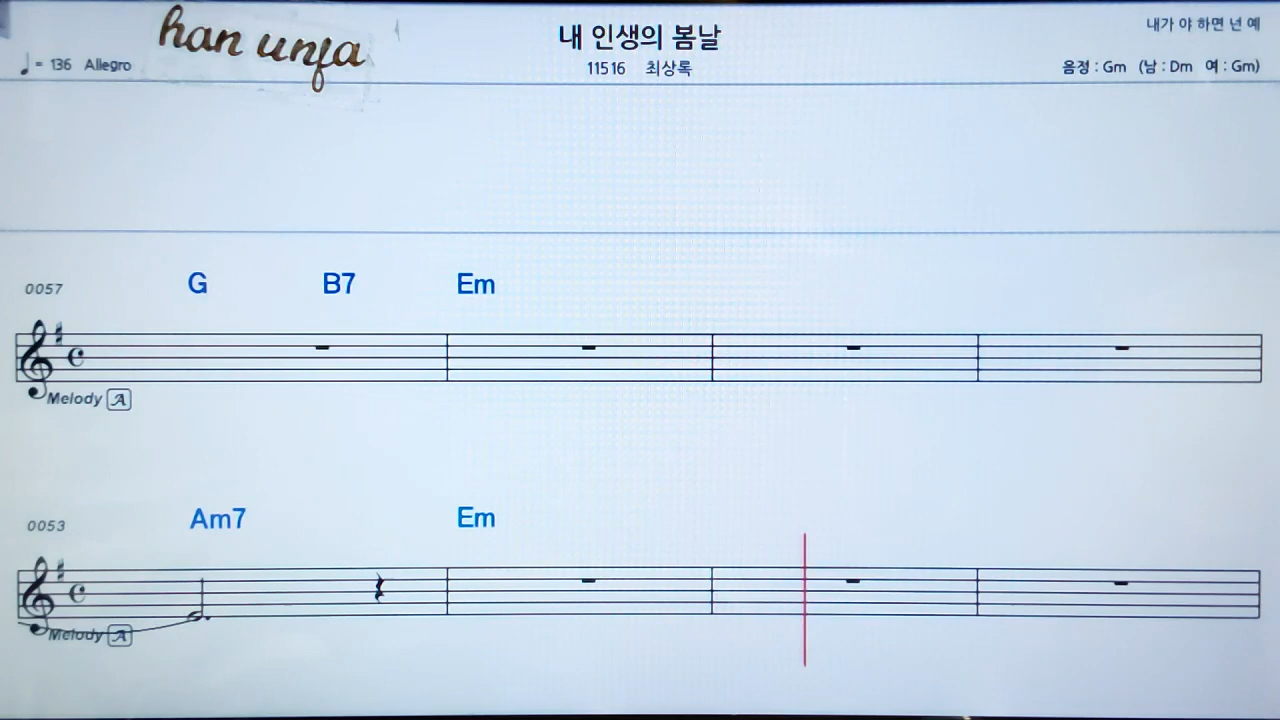 han unfa
내 인생의 봄날
내가 야 하면 넌 예
♩ = 136 Allegro
11516 최상록
음정 : Gm (남 : Dm 여 : Gm)
G B7 Em
0057
Melody A
Am7 Em
0053
Melody A